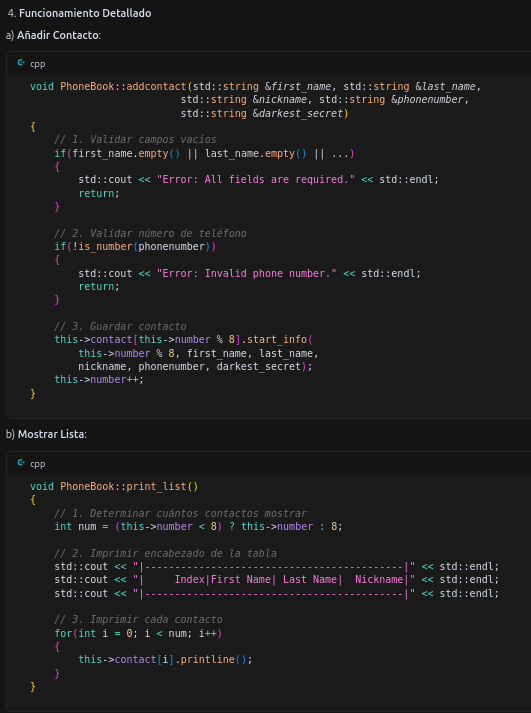 4. Funcionamiento Detallado
a) Añadir Contacto:
cpp
void PhoneBook::addcontact(std::string &first_name, std::string &last_name,
                         std::string &nickname, std::string &phonenumber,
                         std::string &darkest_secret)
{
    // 1. Validar campos vacíos
    if(first_name.empty() || last_name.empty() || ...)
    {
        std::cout << "Error: All fields are required." << std::endl;
        return;
    }

    // 2. Validar número de teléfono
    if(!is_number(phonenumber))
    {
        std::cout << "Error: Invalid phone number." << std::endl;
        return;
    }

    // 3. Guardar contacto
    this->contact[this->number % 8].start_info(
        this->number % 8, first_name, last_name,
        nickname, phonenumber, darkest_secret);
    this->number++;
}
b) Mostrar Lista:
cpp
void PhoneBook::print_list()
{
    // 1. Determinar cuántos contactos mostrar
    int num = (this->number < 8) ? this->number : 8;

    // 2. Imprimir encabezado de la tabla
    std::cout << "|-------------------------------------------|" << std::endl;
    std::cout << "|     Index|First Name| Last Name|  Nickname|" << std::endl;
    std::cout << "|-------------------------------------------|" << std::endl;

    // 3. Imprimir cada contacto
    for(int i = 0; i < num; i++)
    {
        this->contact[i].printline();
    }
}